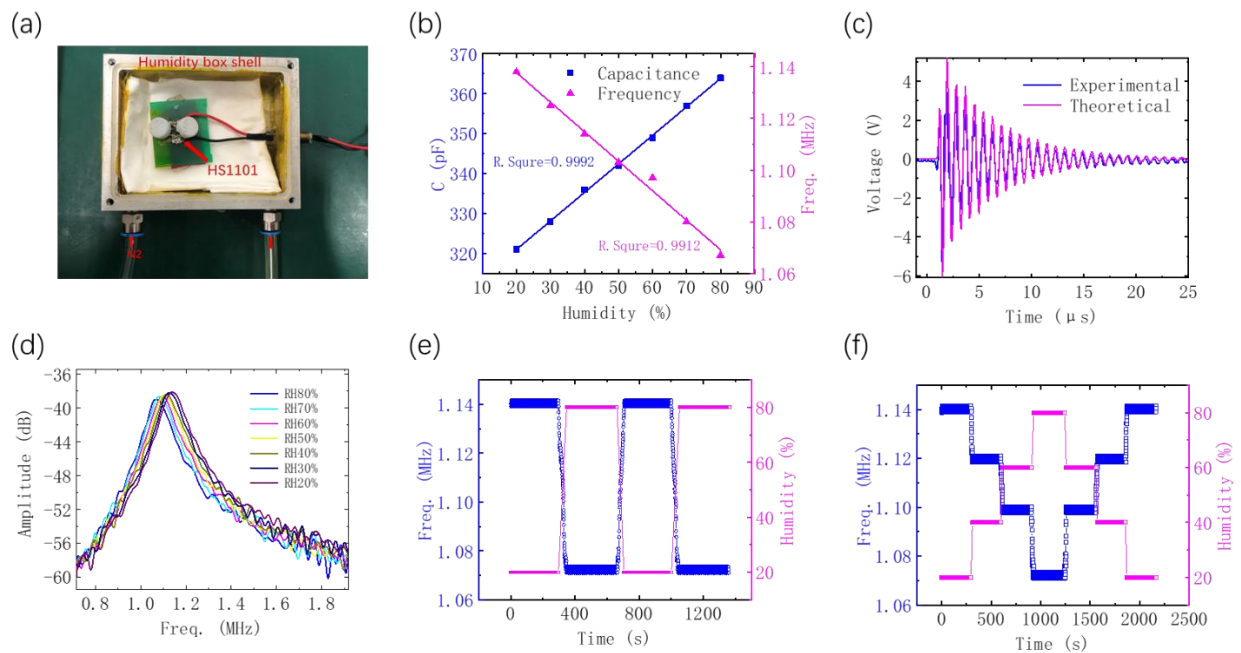 (a)
Humidity box shell
HS1101
N2
(b)
370
360
350
340
330
320
C (pF)
10 20 30 40 50 60 70 80 90
Humidity (%)
1.14
1.12
1.10
1.08
1.06
Freq. (MHz)
Capacitance
Frequency
R.Squre=0.9992
R.Squre=0.9912
(c)
4
2
0
-2
-4
-6
Voltage (V)
0 5 10 15 20 25
Time (μs)
Experimental
Theoretical
(d)
-36
-40
-44
-48
-52
-56
-60
Amplitude (dB)
0.8 1.0 1.2 1.4 1.6 1.8
Freq. (MHz)
RH80%
RH70%
RH60%
RH50%
RH40%
RH30%
RH20%
(e)
1.14
1.12
1.10
1.08
1.06
Freq. (MHz)
0 400 800 1200
Time (s)
80
60
40
20
Humidity (%)
(f)
1.14
1.12
1.10
1.08
1.06
Freq. (MHz)
0 500 1000 1500 2000 2500
Time (s)
80
60
40
20
Humidity (%)